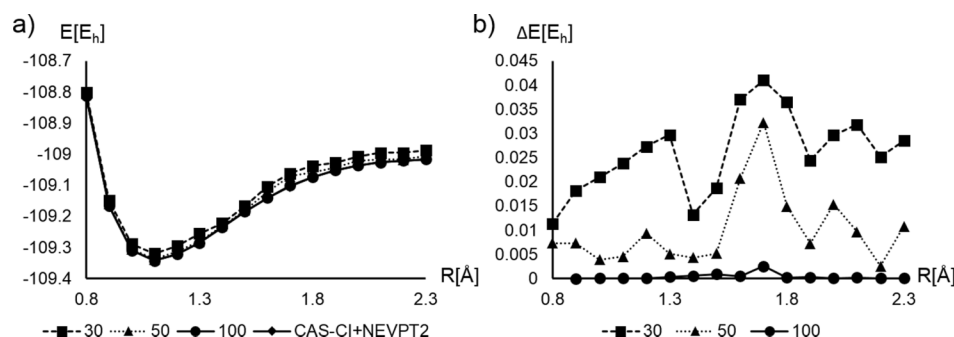 a)
E[Eₕ]
-108.7
-108.8
-108.9
-109
-109.1
-109.2
-109.3
-109.4
0.8 1.3 1.8 2.3
R[Å]
30 50 100 CAS-CI+NEVPT2
b)
ΔE[Eₕ]
0.045
0.04
0.035
0.03
0.025
0.02
0.015
0.01
0.005
0
0.8 1.3 1.8 2.3
R[Å]
30 50 100